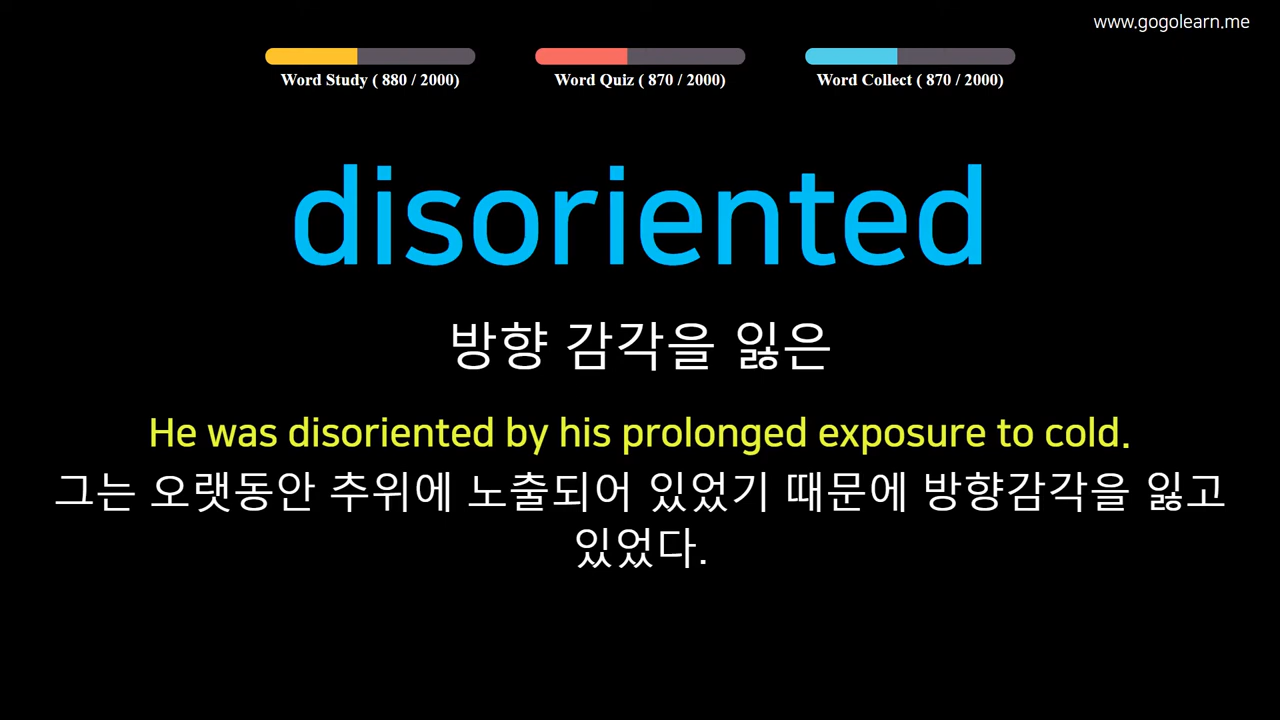 www.gogolearn.me
Word Study ( 880 / 2000)
Word Quiz ( 870 / 2000)
Word Collect ( 870 / 2000)
disoriented
방향 감각을 잃은
He was disoriented by his prolonged exposure to cold.
그는 오랫동안 추위에 노출되어 있었기 때문에 방향감각을 잃고
있었다.